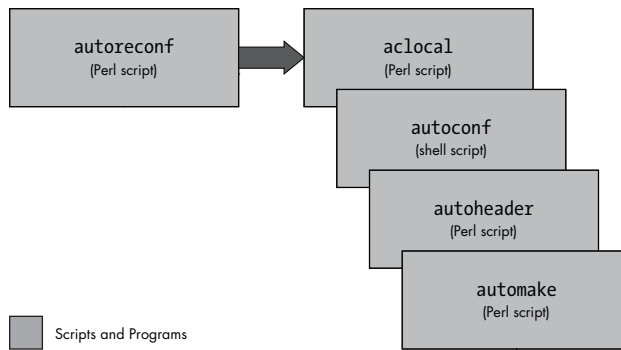 autoreconf
(Perl script)
aclocal
(Perl script)
autoconf
(shell script)
autoheader
(Perl script)
automake
(Perl script)
Scripts and Programs